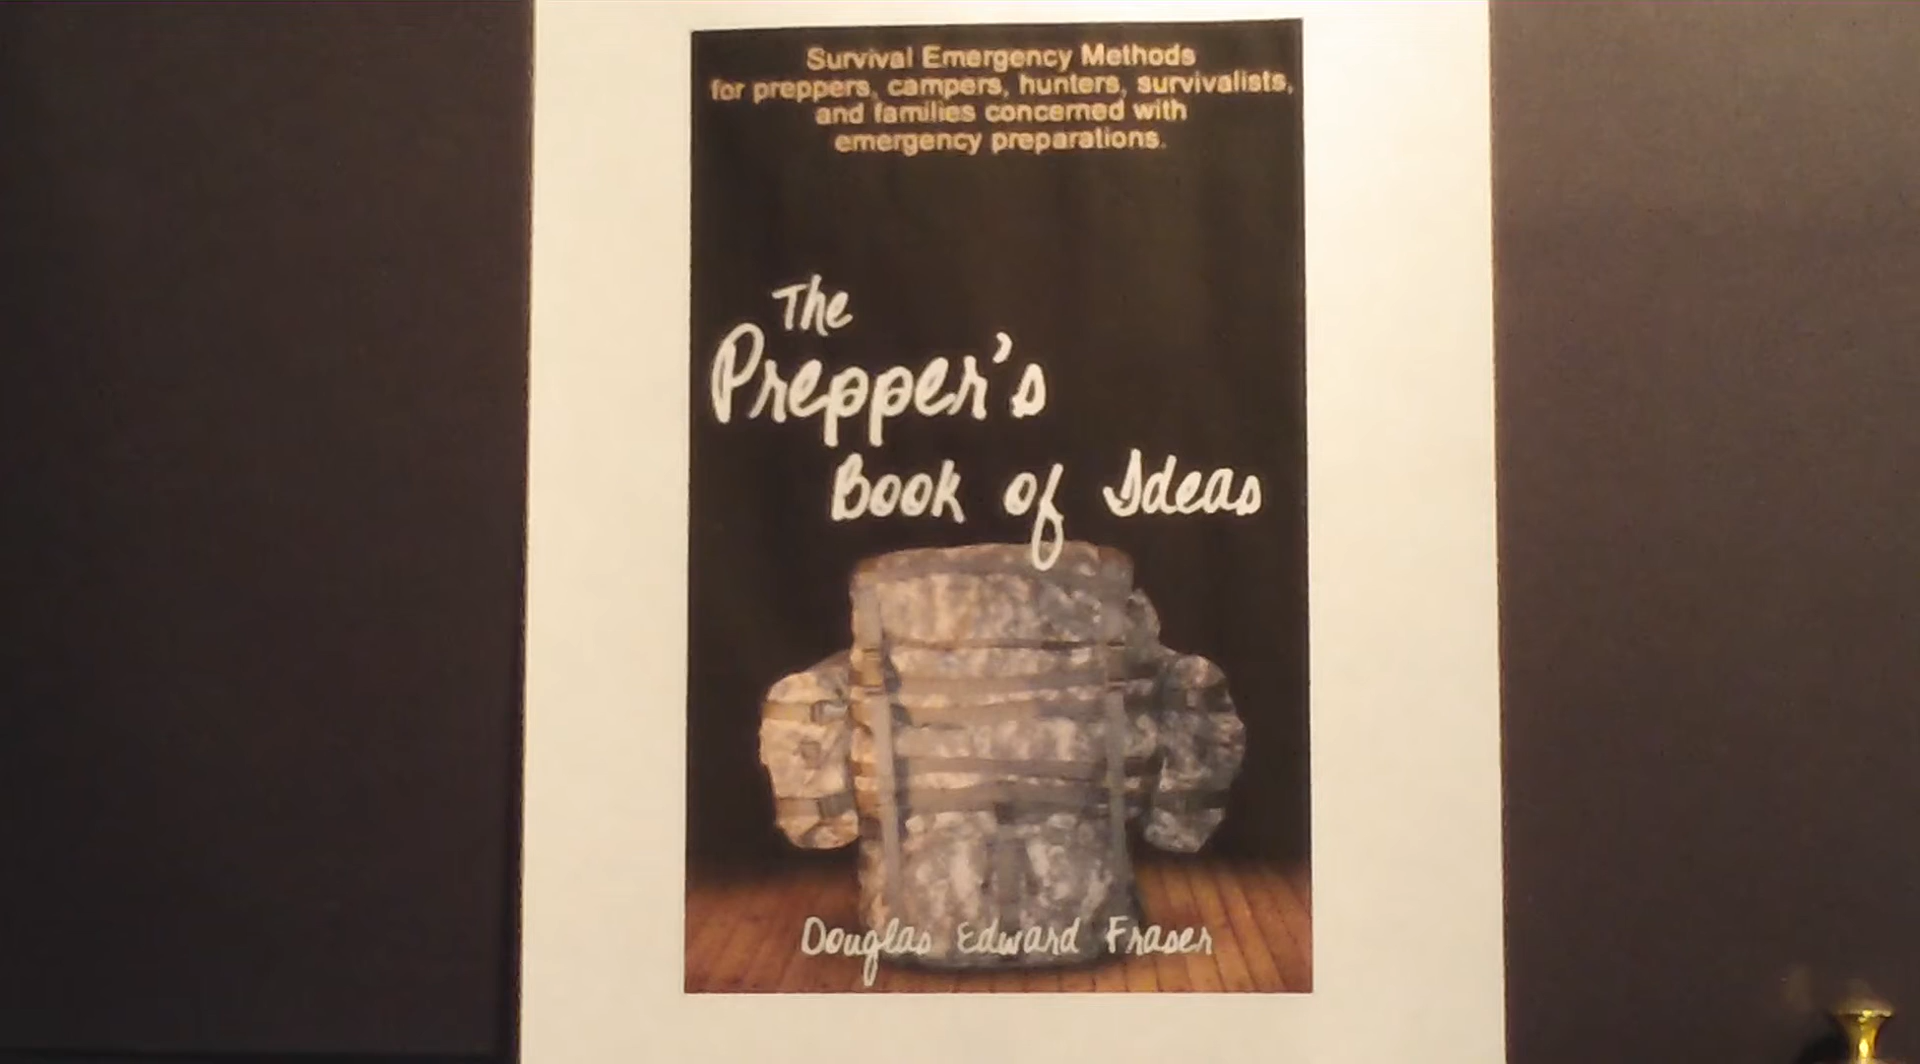 Survival Emergency Methods
for preppers, campers, hunters, survivalists,
and families concerned with
emergency preparations.
The
Prepper's
Book of Ideas
Douglas Edward Fraser